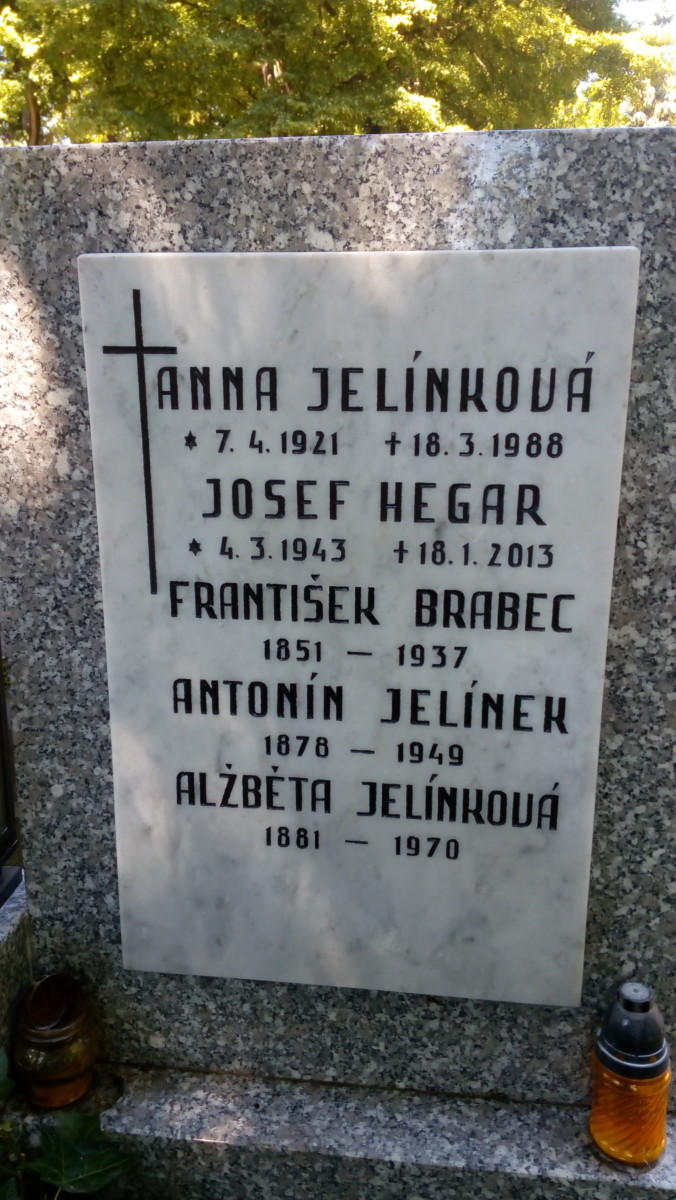 ANNA JELÍNKOVÁ
* 7. 4. 1921 † 18. 3. 1988
JOSEF HEGAR
* 4. 3. 1943 † 18. 1. 2013
FRANTIŠEK BRABEC
1851 — 1937
ANTONÍN JELÍNEK
1878 — 1949
ALŽBĚTA JELÍNKOVÁ
1881 — 1970